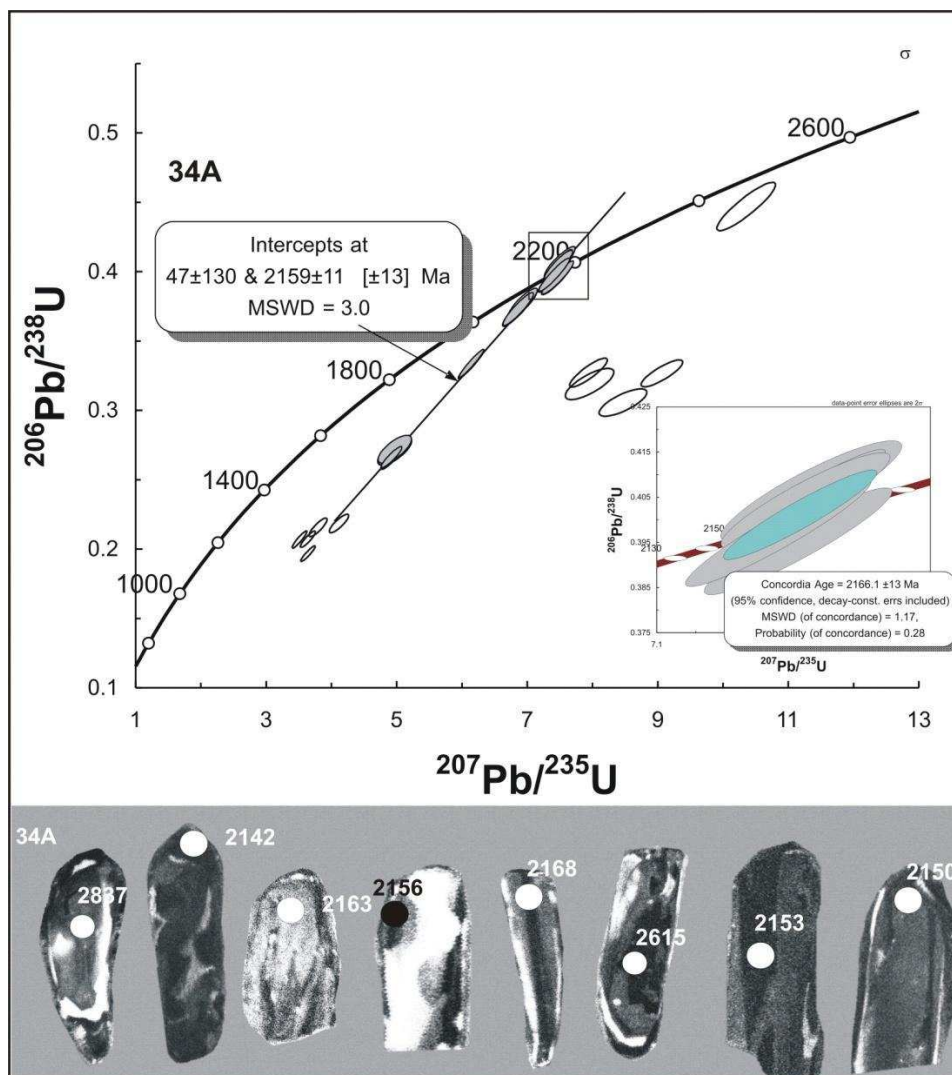 σ
0.5
2600
34A
Intercepts at
47±130 & 2159±11 [±13] Ma
MSWD = 3.0
2200
0.4
²⁰⁶Pb/²³⁸U
1800
0.3
1400
0.2
1000
0.1
1 3 5 7 9 11 13
²⁰⁷Pb/²³⁵U
data-point error ellipses are 2σ
0.425
0.415
0.405
0.395
0.385
0.375
²⁰⁶Pb/²³⁸U
2150
2130
7.1
Concordia Age = 2166.1 ±13 Ma
(95% confidence, decay-const. errs included)
MSWD (of concordance) = 1.17,
Probability (of concordance) = 0.28
²⁰⁷Pb/²³⁵U
34A
2837
2142
2163
2156
2168
2615
2153
2150